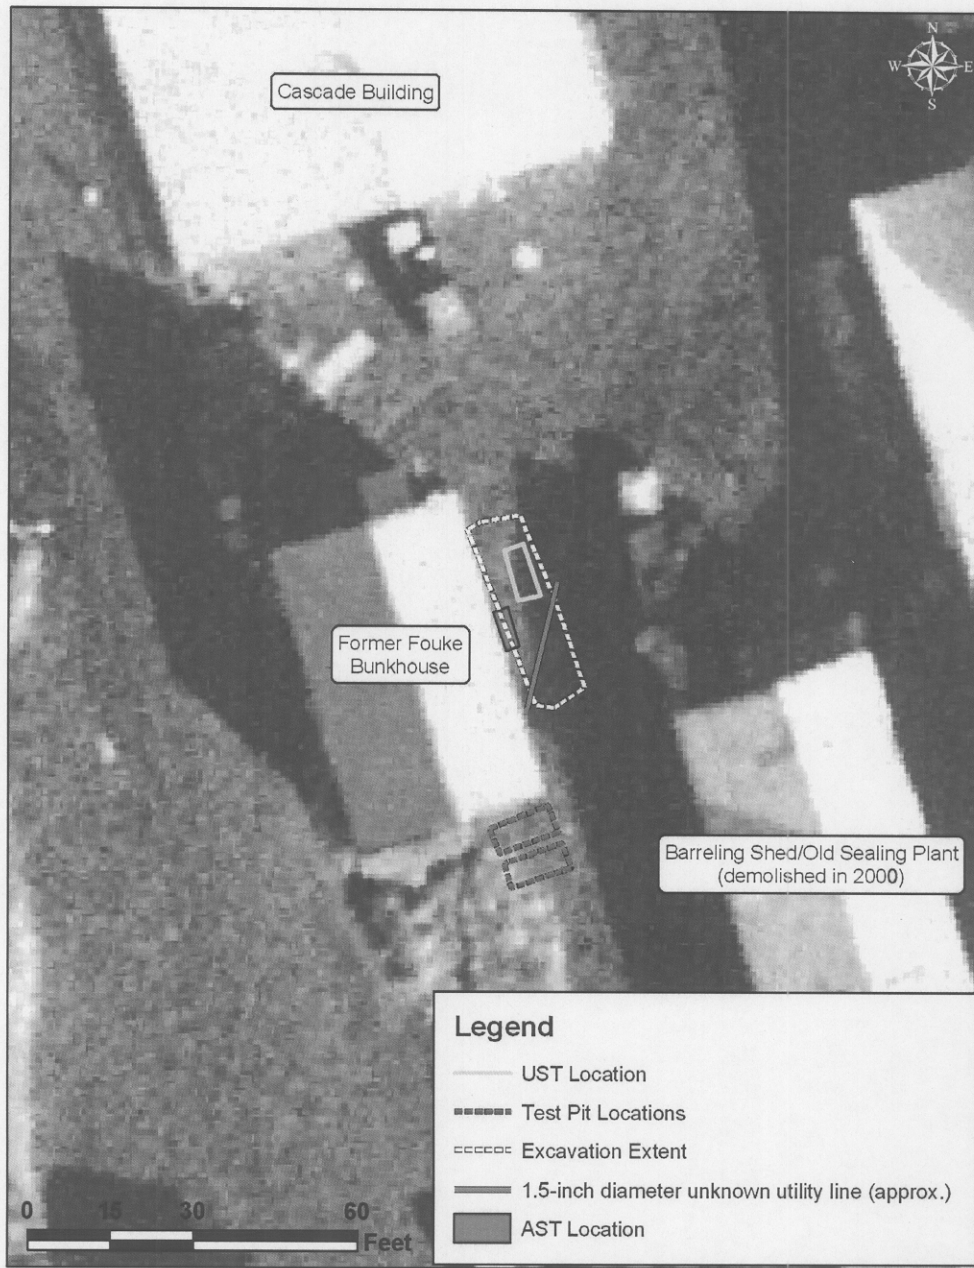 N
W E
S
Cascade Building
Former Fouke
Bunkhouse
Barreling Shed/Old Sealing Plant
(demolished in 2000)
Legend
UST Location
Test Pit Locations
Excavation Extent
1.5-inch diameter unknown utility line (approx.)
AST Location
0 15 30 60
Feet